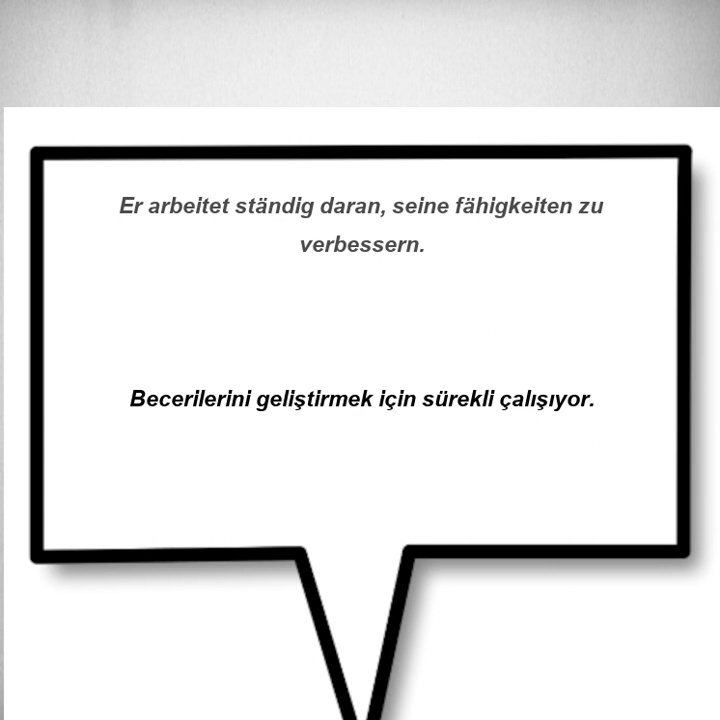 Er arbeitet ständig daran, seine fähigkeiten zu
verbessern.
Becerilerini geliştirmek için sürekli çalışıyor.